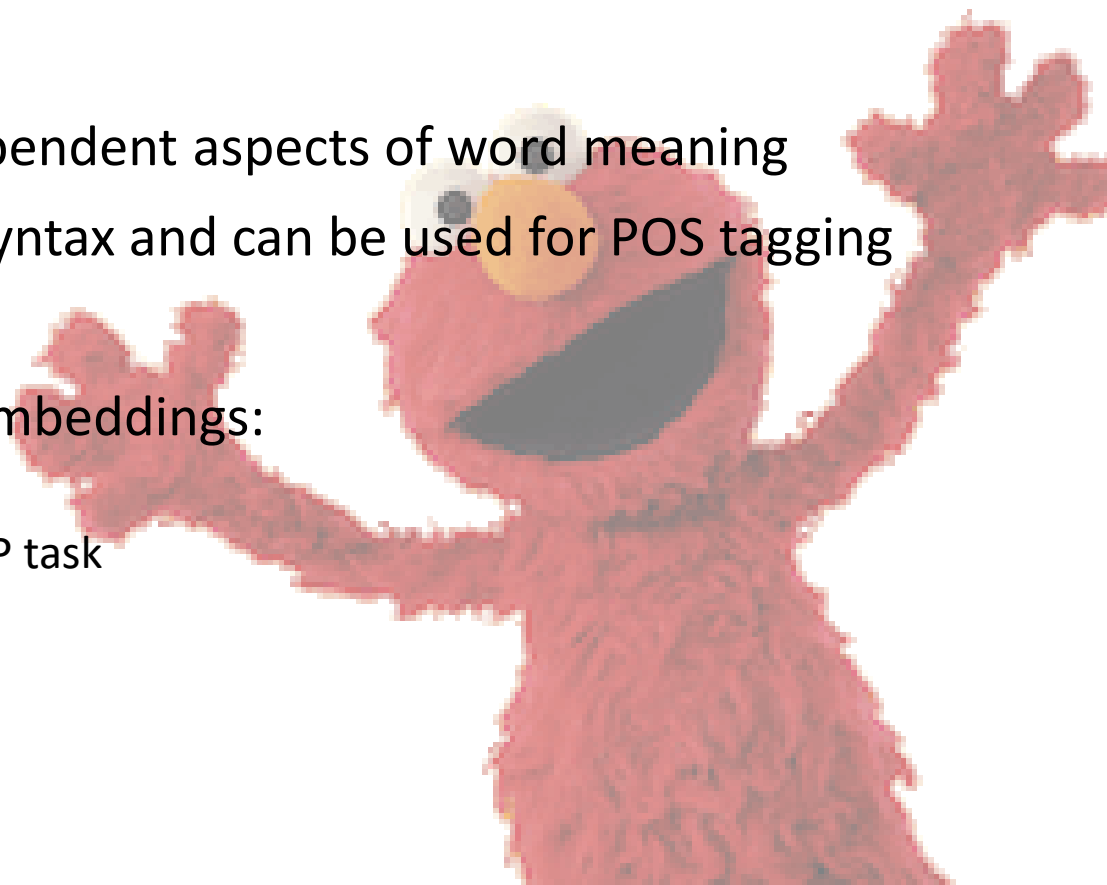 pendent aspects of word meaning
yntax and can be used for POS tagging
mbeddings:
P task